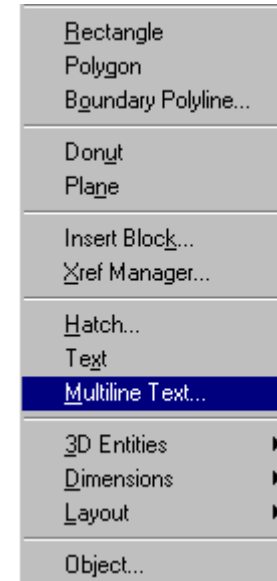 Rectangle
Polygon
Boundary Polyline...
Donut
Plane
Insert Block...
Xref Manager...
Hatch...
Text
Multiline Text...
3D Entities
Dimensions
Layout
Object...